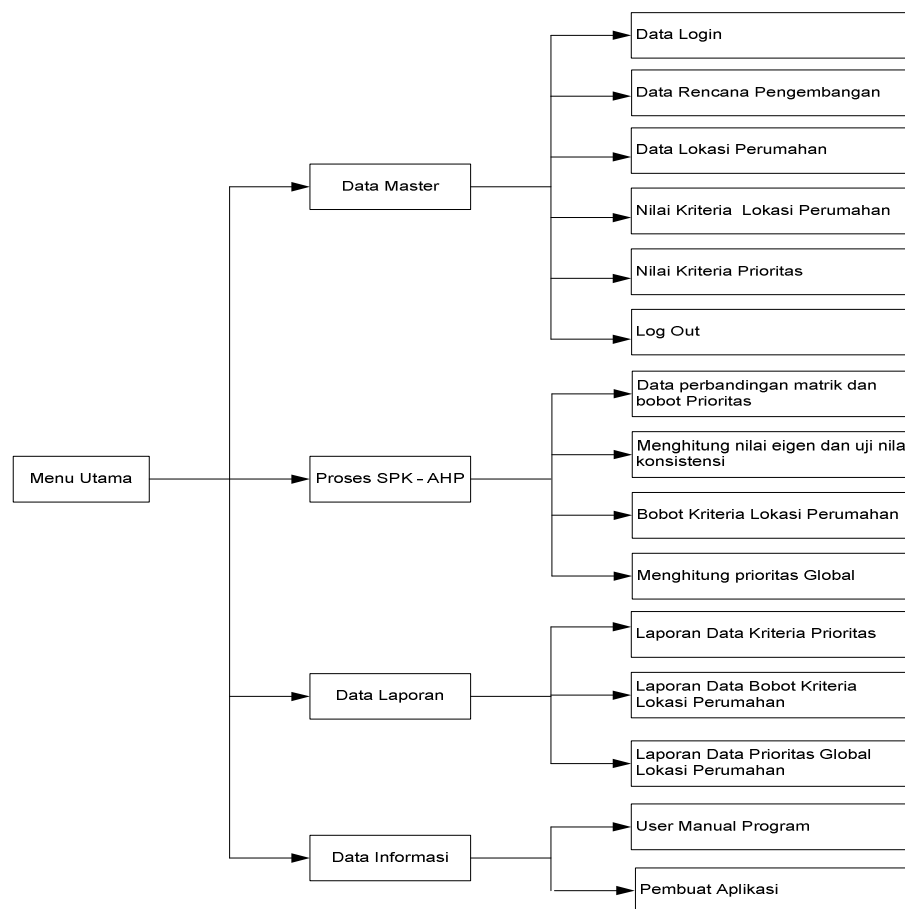 Data Login
Data Rencana Pengembangan
Data Lokasi Perumahan
Data Master
Nilai Kriteria Lokasi Perumahan
Nilai Kriteria Prioritas
Log Out
Data perbandingan matrik dan
bobot Prioritas
Menu Utama
Proses SPK - AHP
Menghitung nilai eigen dan uji nila
konsistensi
Bobot Kriteria Lokasi Perumahan
Menghitung prioritas Global
Laporan Data Kriteria Prioritas
Data Laporan
Laporan Data Bobot Kriteria
Lokasi Perumahan
Laporan Data Prioritas Global
Lokasi Perumahan
User Manual Program
Data Informasi
Pembuat Aplikasi